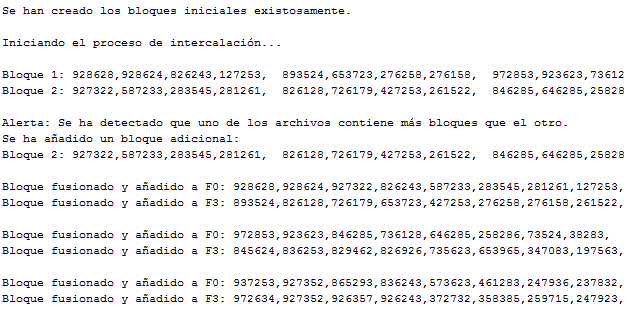 Se han creado los bloques iniciales existosamente.
Iniciando el proceso de intercalación...
Bloque 1: 928628,928624,826243,127253,  893524,653723,276258,276158,  972853,923623,73612
Bloque 2: 927322,587233,283545,281261,  826128,726179,427253,261522,  846285,646285,25828
Alerta: Se ha detectado que uno de los archivos contiene más bloques que el otro.
Se ha añadido un bloque adicional:
Bloque 2: 927322,587233,283545,281261,  826128,726179,427253,261522,  846285,646285,25828
Bloque fusionado y añadido a F0: 928628,928624,927322,826243,587233,283545,281261,127253,
Bloque fusionado y añadido a F3: 893524,826128,726179,653723,427253,276258,276158,261522,
Bloque fusionado y añadido a F0: 972853,923623,846285,736128,646285,258286,73524,38283,
Bloque fusionado y añadido a F3: 845624,836253,829462,826926,735623,653965,347083,197563,
Bloque fusionado y añadido a F0: 937253,927352,865293,836243,573623,461283,247936,237832,
Bloque fusionado y añadido a F3: 972634,927352,926357,926243,372732,358385,259715,247923,